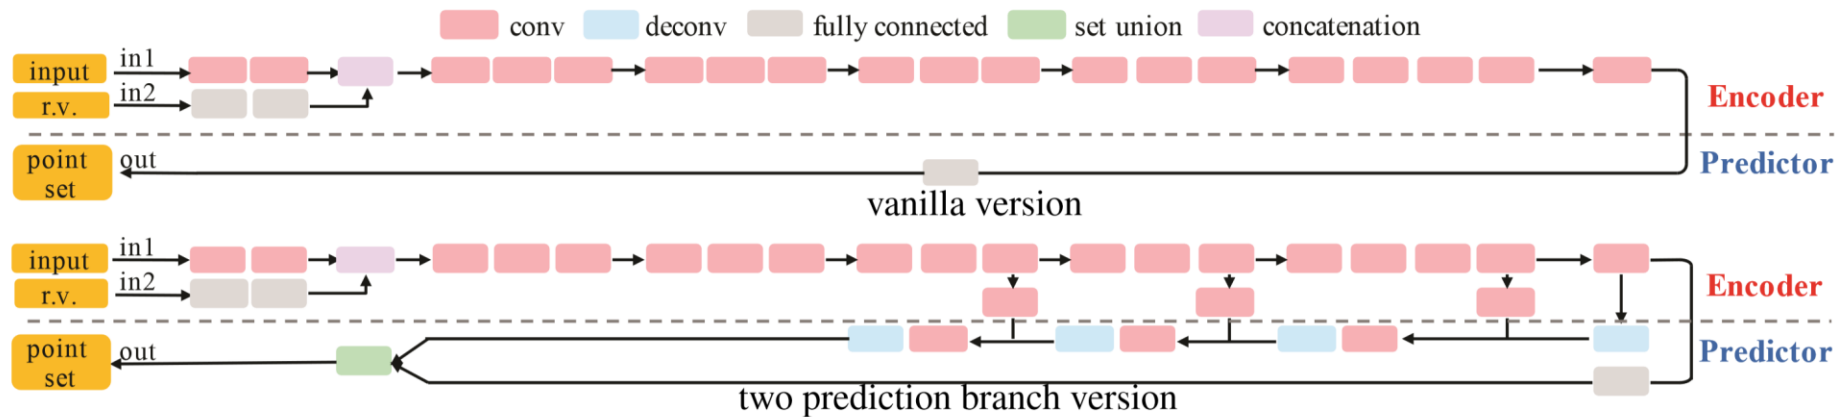 conv deconv fully connected set union concatenation
input in1
r.v. in2
Encoder
point set out
Predictor
vanilla version
input in1
r.v. in2
Encoder
point set out
Predictor
two prediction branch version